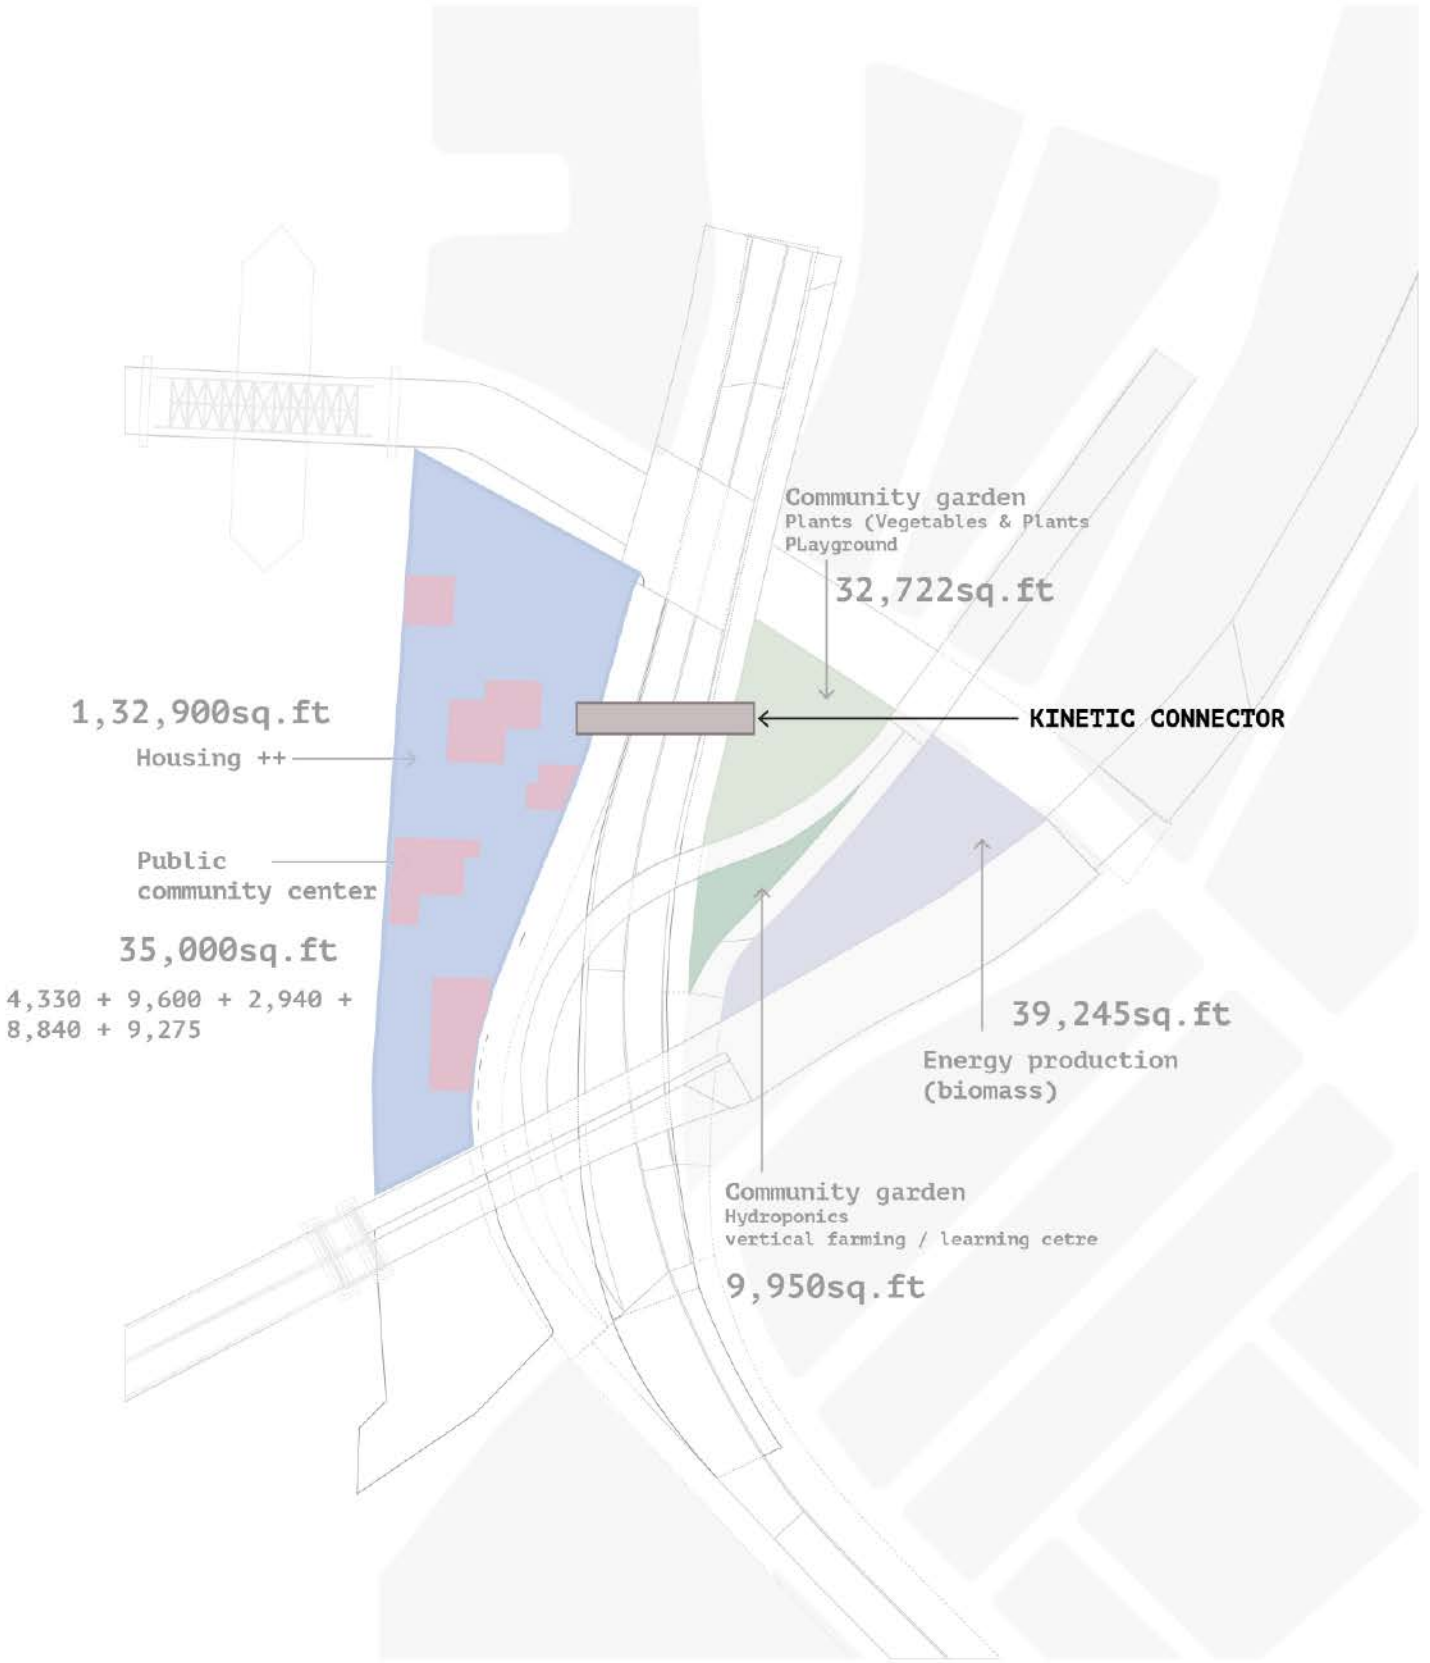 Community garden
Plants (Vegetables & Plants
PLayground
32,722sq.ft
1,32,900sq.ft
Housing ++
KINETIC CONNECTOR
Public
community center
35,000sq.ft
4,330 + 9,600 + 2,940 +
8,840 + 9,275
39,245sq.ft
Energy production
(biomass)
Community garden
Hydroponics
vertical farming / learning cetre
9,950sq.ft